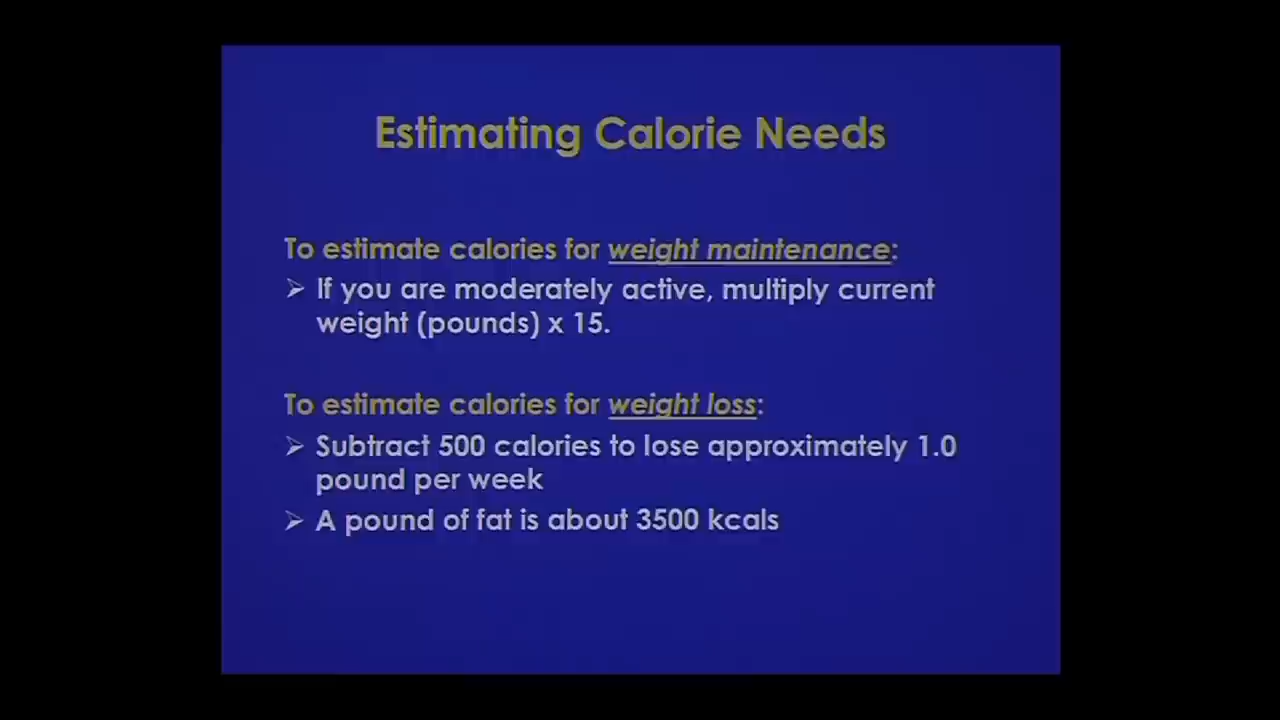 Estimating Calorie Needs
To estimate calories for weight maintenance:
➢ If you are moderately active, multiply current
weight (pounds) x 15.
To estimate calories for weight loss:
➢ Subtract 500 calories to lose approximately 1.0
pound per week
➢ A pound of fat is about 3500 kcals